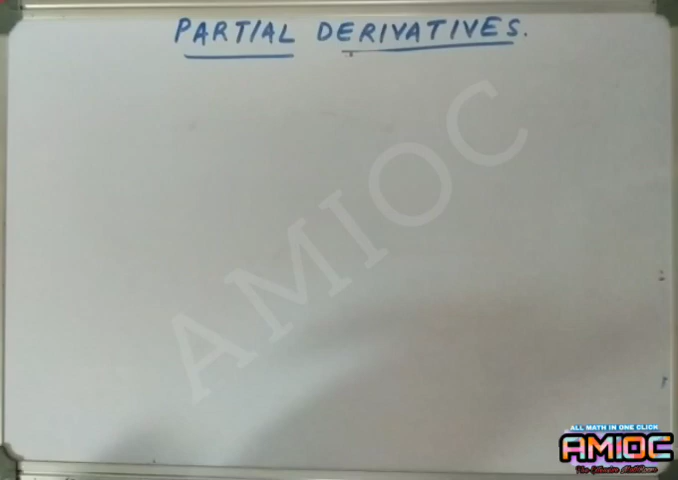 PARTIAL DERIVATIVES.
AMIOC
ALL MATH IN ONE CLICK
AMIOC